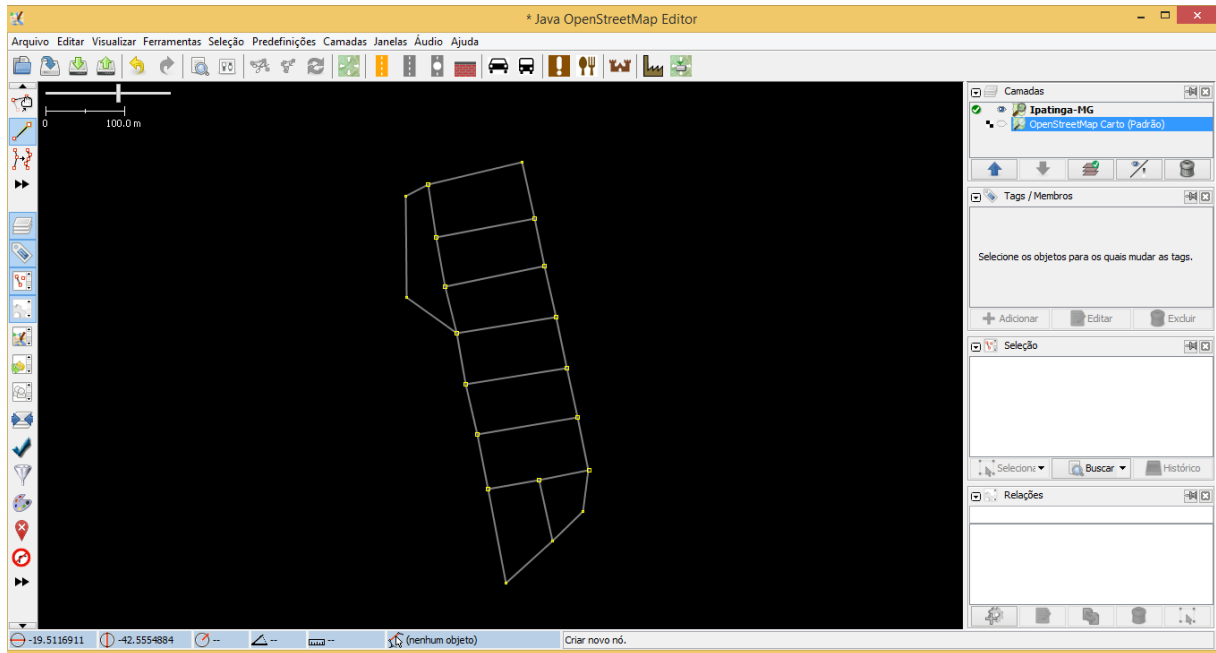 * Java OpenStreetMap Editor
Arquivo Editar Visualizar Ferramentas Seleção Predefinições Camadas Janelas Áudio Ajuda
0 100.0 m
Camadas
Ipatinga-MG
OpenStreetMap Carto (Padrão)
Tags / Membros
Selecione os objetos para os quais mudar as tags.
Adicionar Editar Excluir
Seleção
Seleciona Buscar Histórico
Relações
-19.5116911 -42.5554884 -- -- -- (nenhum objeto) Criar novo nó.